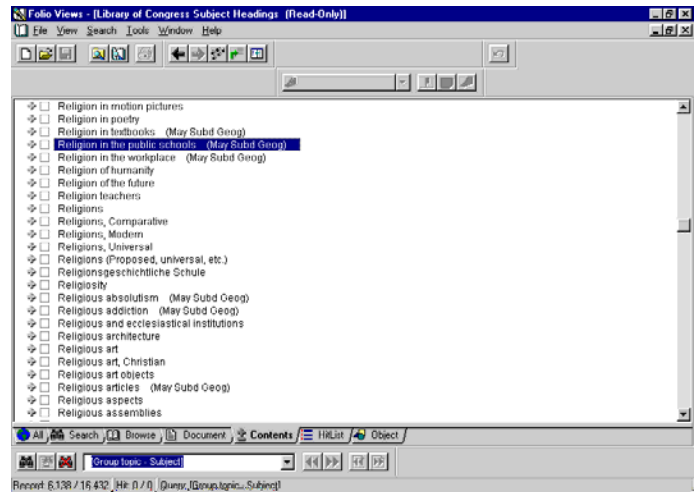 Folio Views - [Library of Congress Subject Headings (Read-Only)]
File View Search Tools Window Help
Religion in motion pictures
Religion in poetry
Religion in textbooks (May Subd Geog)
Religion in the public schools (May Subd Geog)
Religion in the workplace (May Subd Geog)
Religion of humanity
Religion of the future
Religion teachers
Religions
Religions, Comparative
Religions, Modern
Religions, Universal
Religions (Proposed, universal, etc.)
Religionsgeschichtliche Schule
Religiosity
Religious absolutism (May Subd Geog)
Religious addiction (May Subd Geog)
Religious and ecclesiastical institutions
Religious architecture
Religious art
Religious art, Christian
Religious art objects
Religious articles (May Subd Geog)
Religious aspects
Religious assemblies
All Search Browse Document Contents HitList Object
[Group topic - Subject]
Record: 6,138 / 16,432 Hit: 0 / 0 Query: [Group topic - Subject]